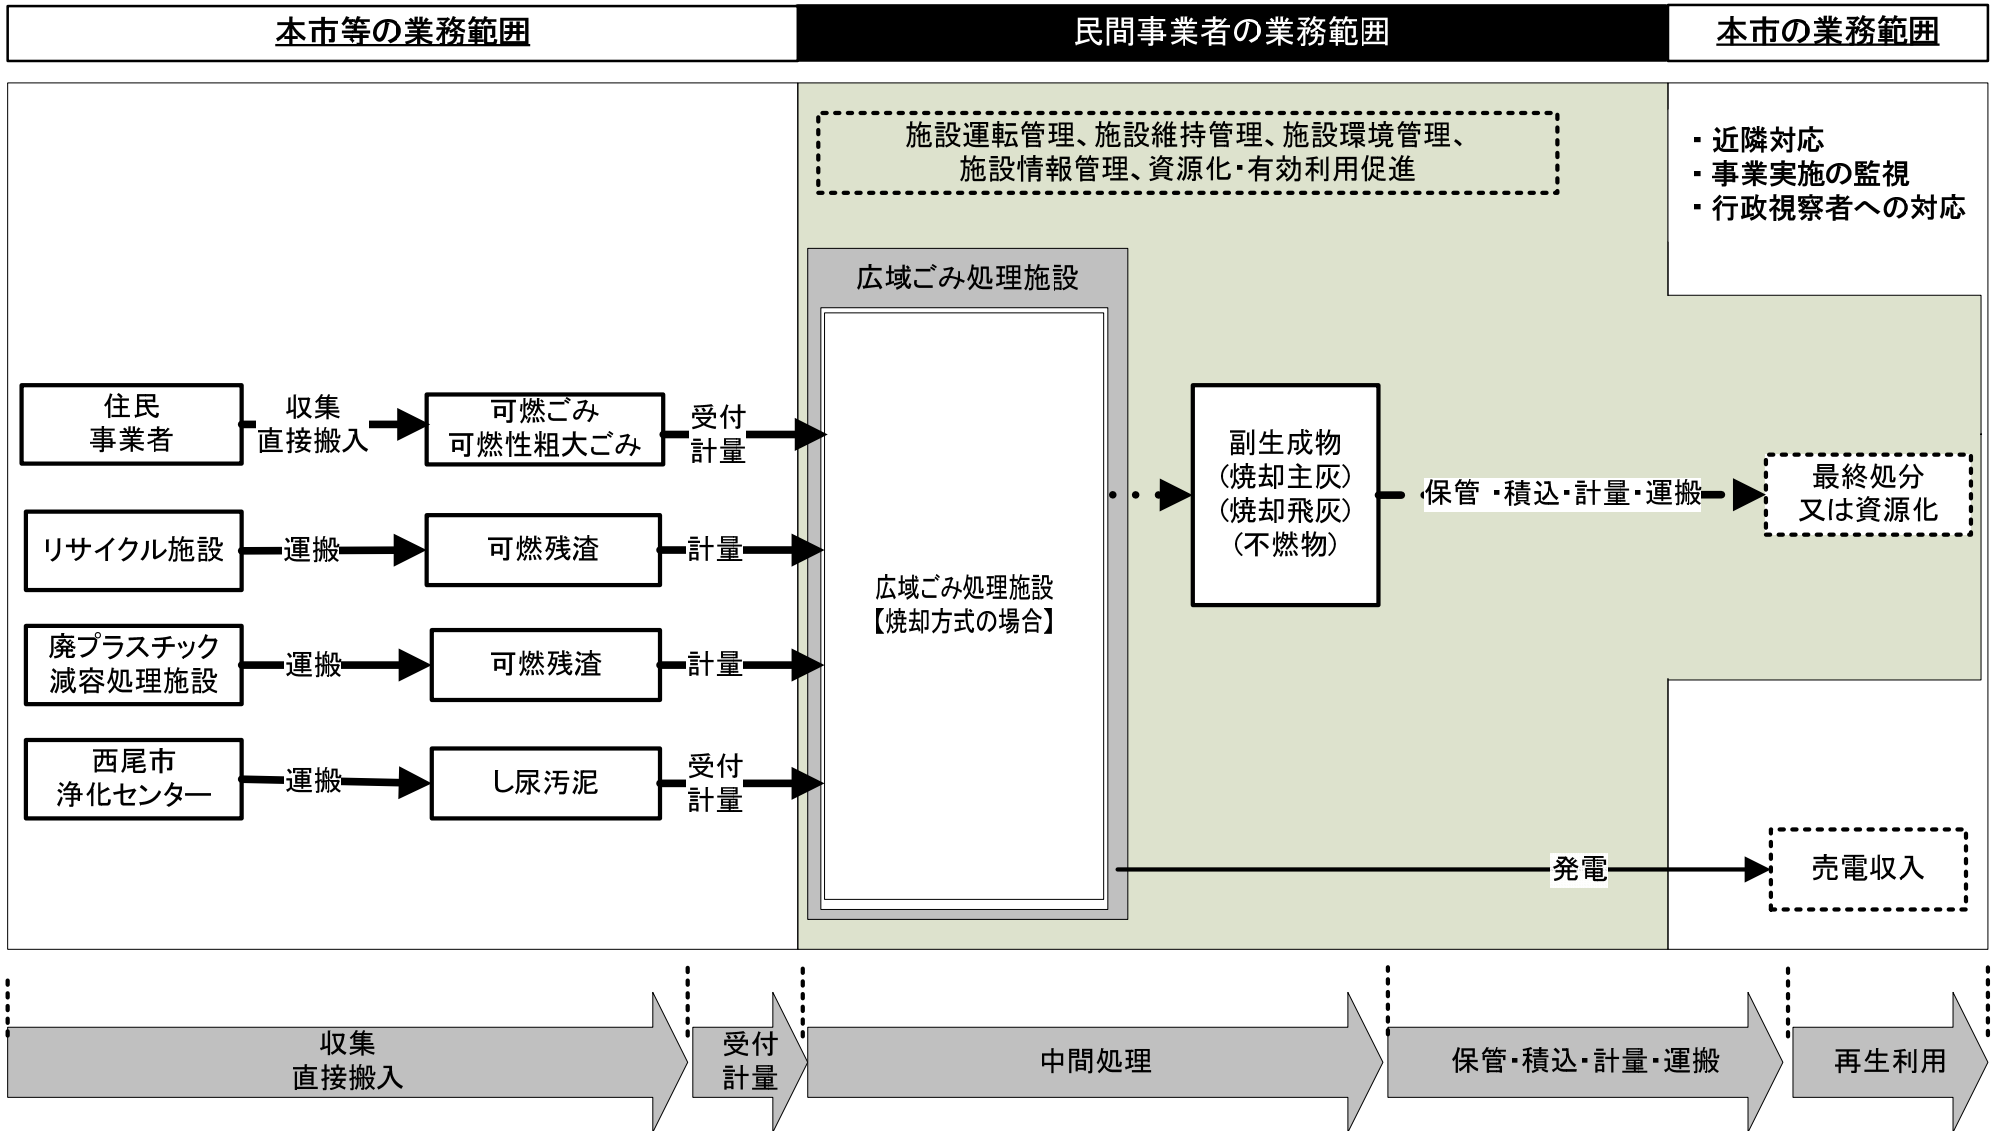 本市等の業務範囲
民間事業者の業務範囲
本市の業務範囲
施設運転管理、施設維持管理、施設環境管理、
施設情報管理、資源化・有効利用促進
・近隣対応
・事業実施の監視
・行政視察者への対応
広域ごみ処理施設
住民
事業者
収集
直接搬入
可燃ごみ
可燃性粗大ごみ
受付
計量
リサイクル施設
運搬
可燃残渣
計量
廃プラスチック
減容処理施設
運搬
可燃残渣
計量
西尾市
浄化センター
運搬
し尿汚泥
受付
計量
広域ごみ処理施設
【焼却方式の場合】
副生成物
(焼却主灰)
(焼却飛灰)
(不燃物)
保管・積込・計量・運搬
最終処分
又は資源化
発電
売電収入
収集
直接搬入
受付
計量
中間処理
保管・積込・計量・運搬
再生利用